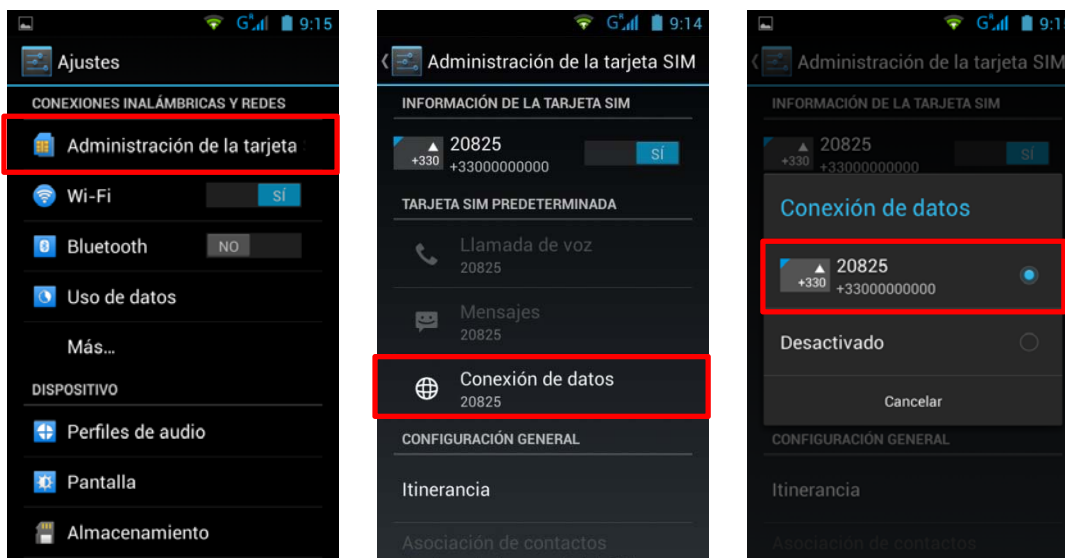 G R 9:15
Ajustes
CONEXIONES INALÁMBRICAS Y REDES
Administración de la tarjeta
Wi-Fi SÍ
Bluetooth NO
Uso de datos
Más...
DISPOSITIVO
Perfiles de audio
Pantalla
Almacenamiento
G R 9:14
Administración de la tarjeta SIM
INFORMACIÓN DE LA TARJETA SIM
+330 20825 SÍ
+33000000000
TARJETA SIM PREDETERMINADA
Llamada de voz
20825
Mensajes
20825
Conexión de datos
20825
CONFIGURACIÓN GENERAL
Itinerancia
Asociación de contactos
G R 9:15
Administración de la tarjeta SIM
INFORMACIÓN DE LA TARJETA SIM
+330 20825 SÍ
+33000000000
Conexión de datos
+330 20825
+33000000000
Desactivado
Cancelar
CONFIGURACIÓN GENERAL
Itinerancia
Asociación de contactos